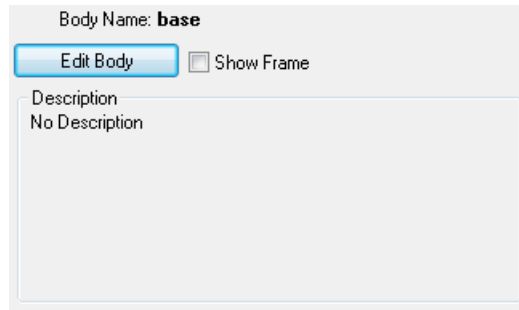 Body Name: base
Edit Body Show Frame
Description
No Description